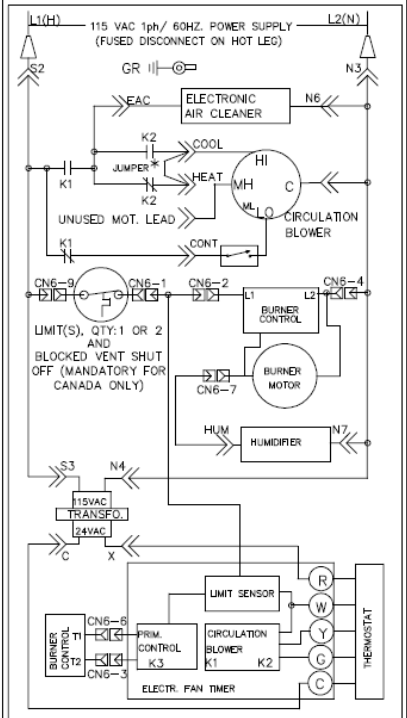 L1(H) 115 VAC 1ph/ 60HZ. POWER SUPPLY L2(N)
(FUSED DISCONNECT ON HOT LEG)
S2 GR N3
EAC ELECTRONIC AIR CLEANER N6
K2 COOL
HI
JUMPER *
K1 HEAT MH C
K2
ML
UNUSED MOT. LEAD LO CIRCULATION BLOWER
K1 CONT
CN6-9 CN6-1 CN6-2 L1 L2 CN6-4
BURNER CONTROL
LIMIT(S), QTY: 1 OR 2
AND
BLOCKED VENT SHUT
OFF (MANDATORY FOR
CANADA ONLY)
BURNER MOTOR
CN6-7
HUM HUMIDIFIER N7
S3 N4
115VAC
TRANSFO.
24VAC
C X
R
LIMIT SENSOR
W
CN6-6
BURNER CONTROL T1 PRIM. CONTROL CIRCULATION BLOWER Y THERMOSTAT
T2 K3 K1 K2 G
CN6-3
ELECTR. FAN TIMER C